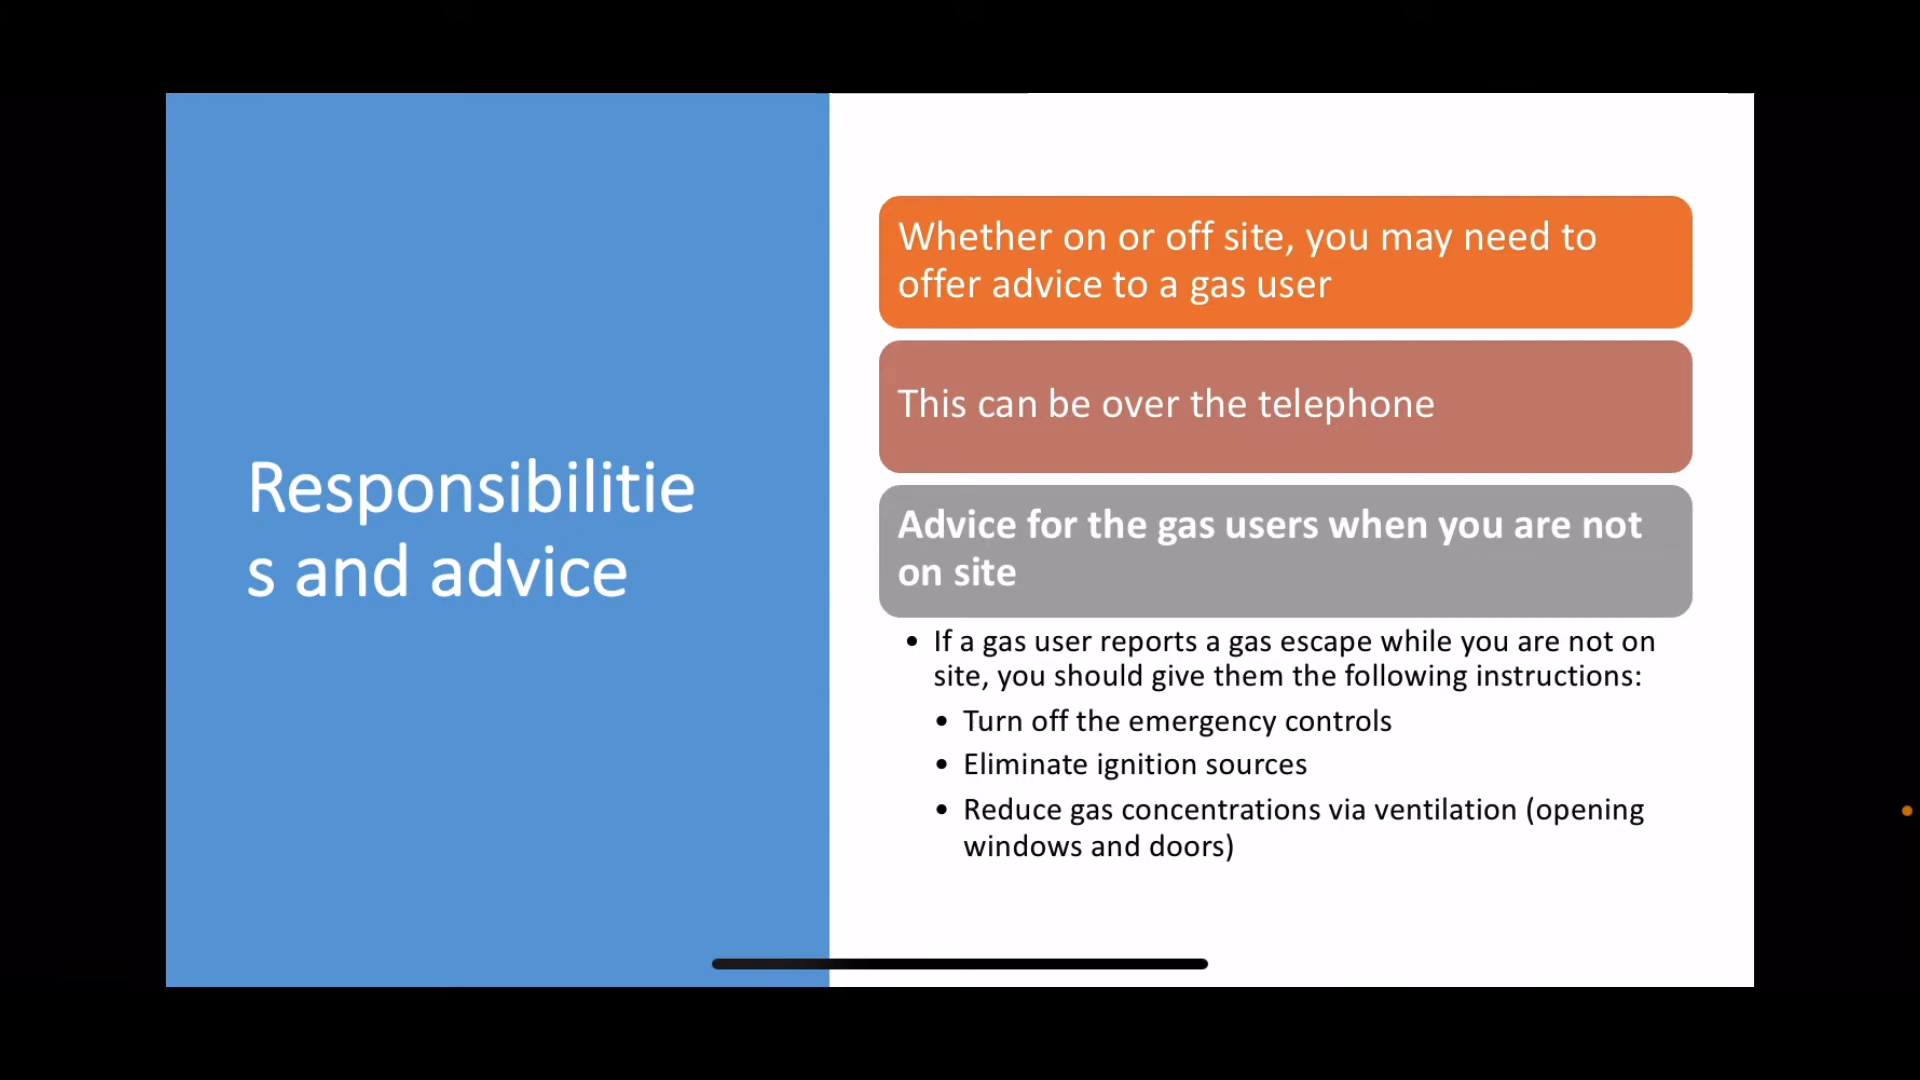 Responsibilitie
s and advice
Whether on or off site, you may need to
offer advice to a gas user
This can be over the telephone
Advice for the gas users when you are not
on site
• If a gas user reports a gas escape while you are not on
site, you should give them the following instructions:
• Turn off the emergency controls
• Eliminate ignition sources
• Reduce gas concentrations via ventilation (opening
windows and doors)